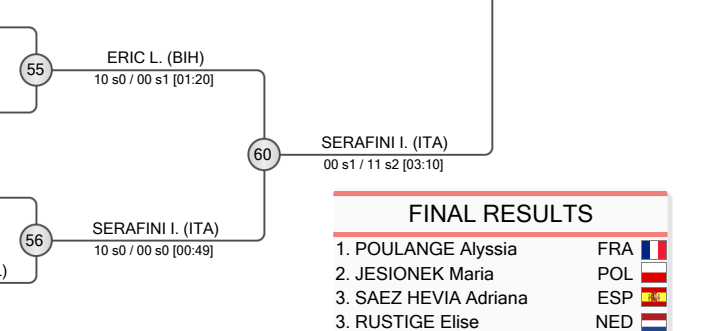 55
ERIC L. (BIH)
10 s0 / 00 s1 [01:20]
60
SERAFINI I. (ITA)
00 s1 / 11 s2 [03:10]
56
SERAFINI I. (ITA)
10 s0 / 00 s0 [00:49]
)
FINAL RESULTS
1. POULANGE Alyssia FRA
2. JESIONEK Maria POL
3. SAEZ HEVIA Adriana ESP
3. RUSTIGE Elise NED